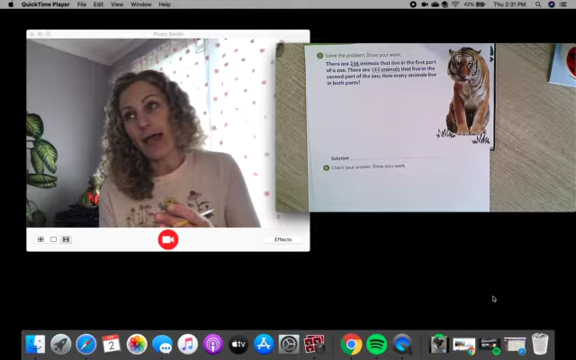 QuickTime Player File Edit View Window Help
Thu 2:31 PM
Photo Booth
Solve the problem. Show your work.
There are 236 animals that live in the first part
of a zoo. There are 152 animals that live in the
second part of the zoo. How many animals live
in both parts?
Solution
Check your answer. Show your work.
Effects